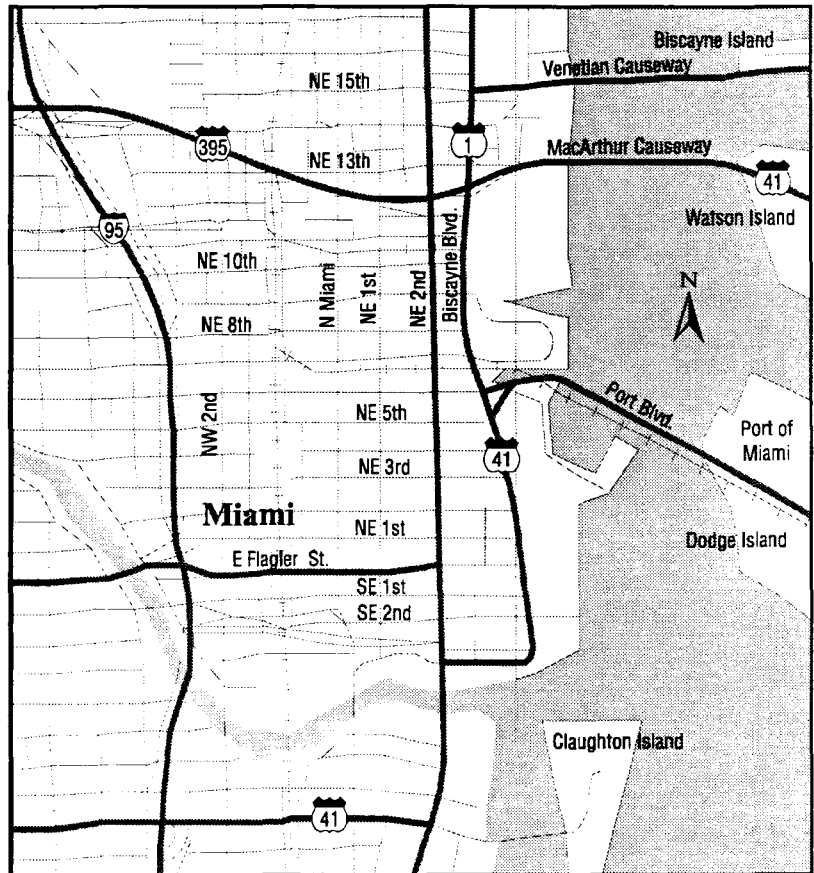 Biscayne Island
Venetian Causeway
NE 15th
1
395
NE 13th
MacArthur Causeway
41
95
Watson Island
NE 10th
N Miami
NE 1st
NE 2nd
Biscayne Blvd.
N
NE 8th
NW 2nd
NE 5th
Port Blvd.
41
Port of
Miami
NE 3rd
Miami
NE 1st
Dodge Island
E Flagler St.
SE 1st
SE 2nd
Claughton Island
41